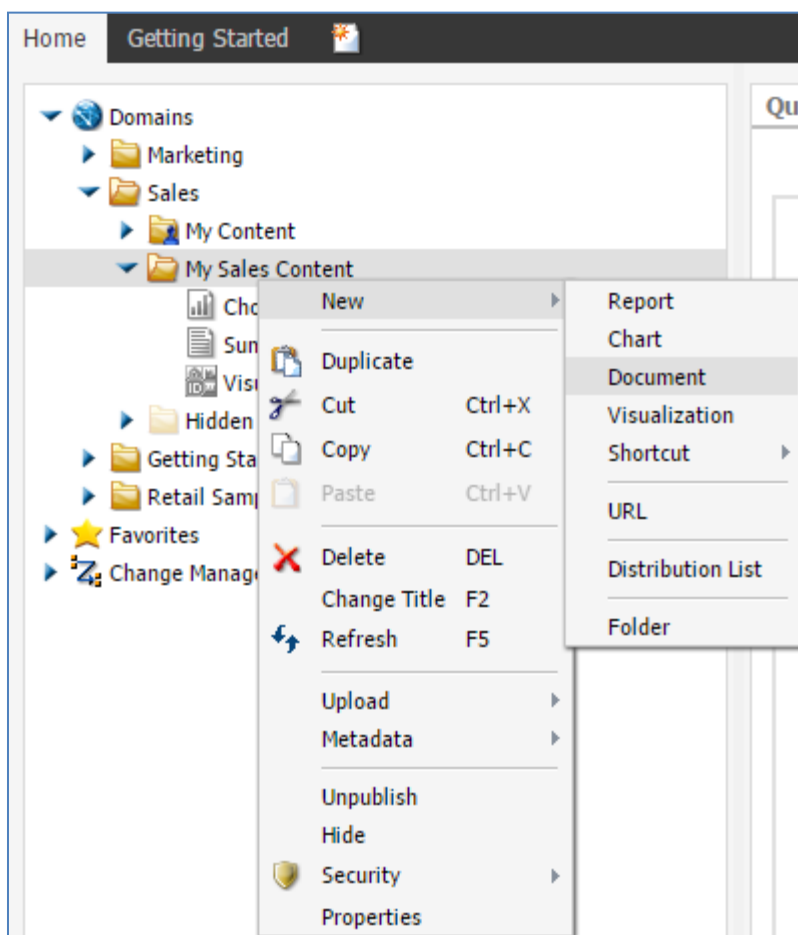 Home Getting Started
Qu
Domains
Marketing
Sales
My Content
My Sales Content
Cho
Sum
Visu
Hidden
Getting Sta
Retail Samp
Favorites
Change Manag
New
Duplicate
Cut Ctrl+X
Copy Ctrl+C
Paste Ctrl+V
Delete DEL
Change Title F2
Refresh F5
Upload
Metadata
Unpublish
Hide
Security
Properties
Report
Chart
Document
Visualization
Shortcut
URL
Distribution List
Folder